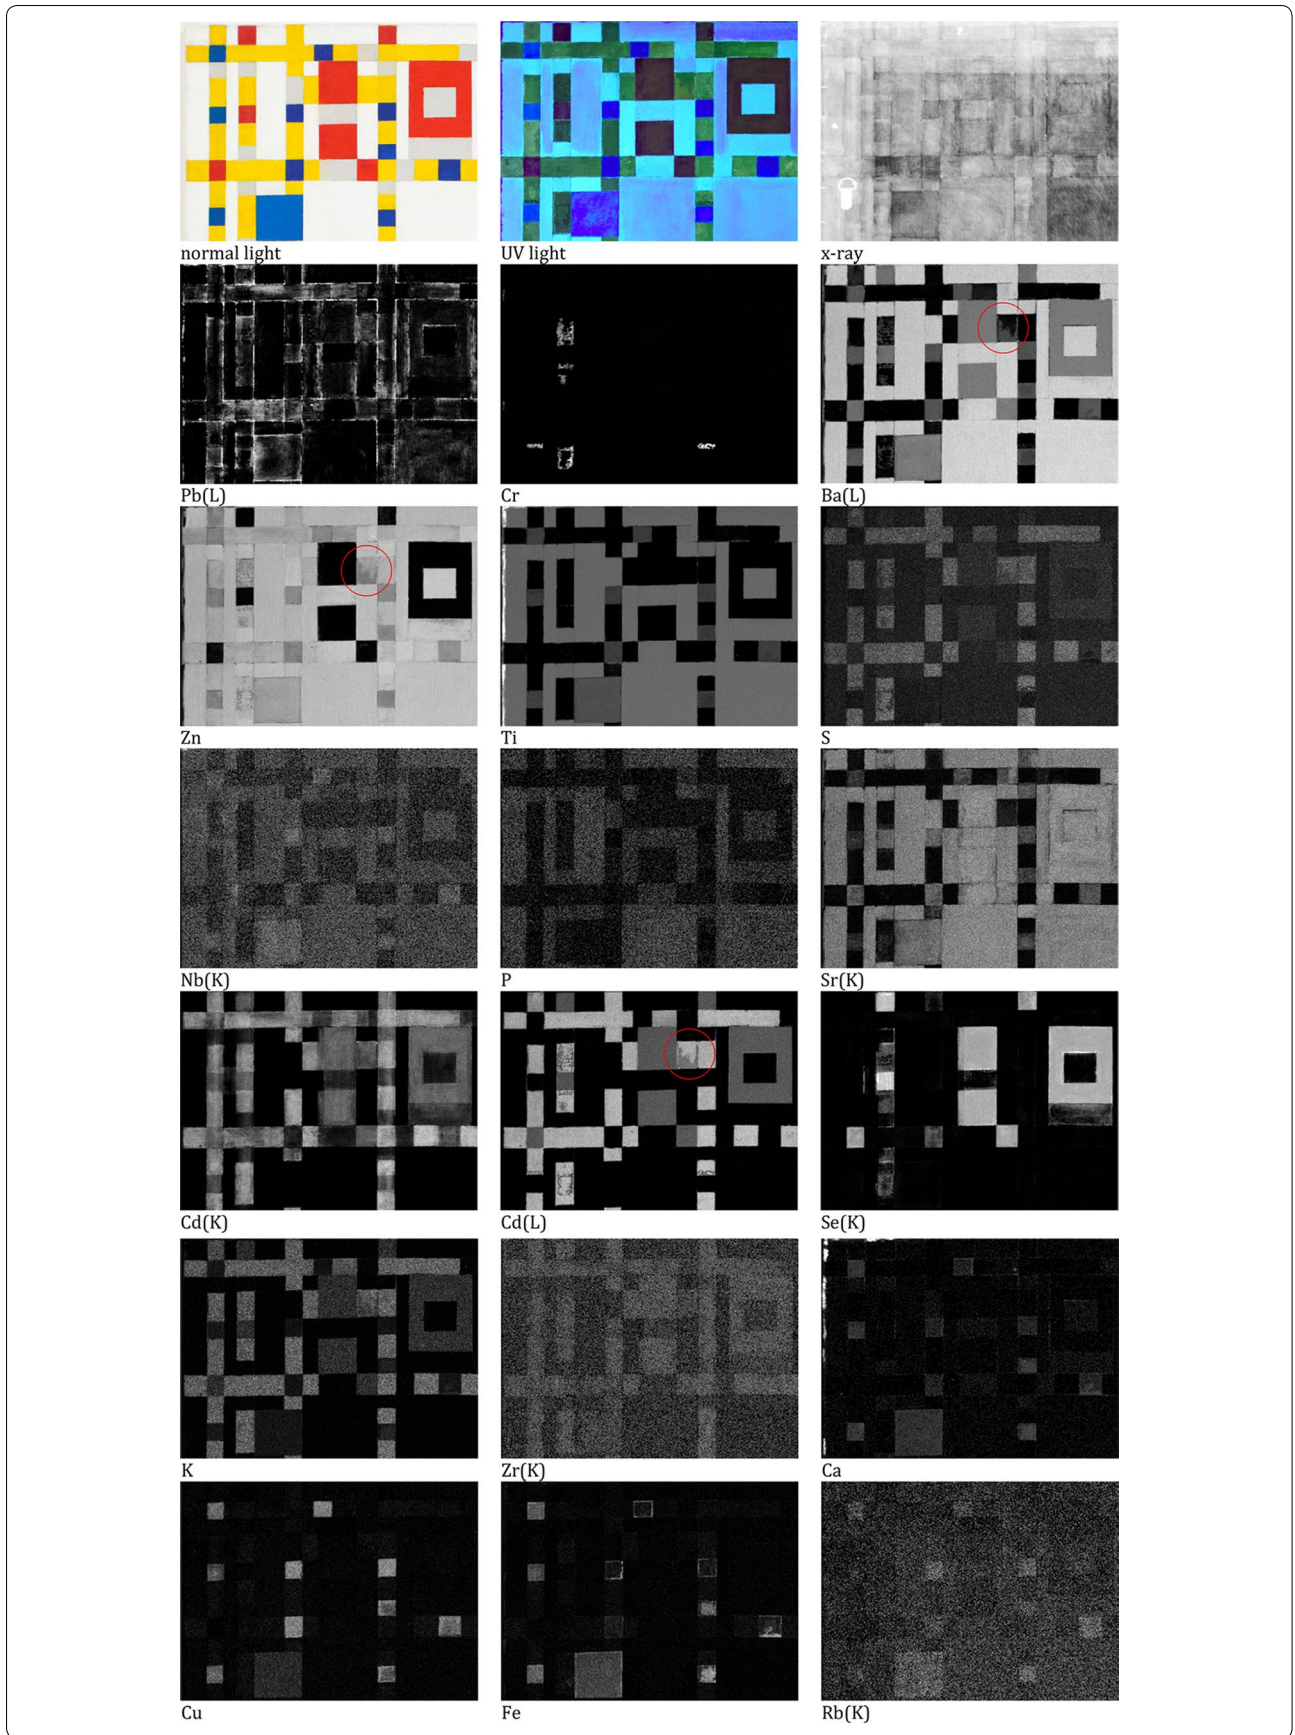 normal light
UV light
x-ray
Pb(L)
Cr
Ba(L)
Zn
Ti
S
Nb(K)
P
Sr(K)
Cd(K)
Cd(L)
Se(K)
K
Zr(K)
Ca
Cu
Fe
Rb(K)